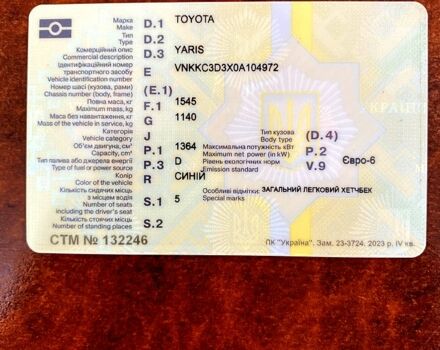 Марка D.1 TOYOTA
Make
Тип D.2
Type
Комерційний опис D.3 YARIS
Commercial description
Ідентифікаційний номер
транспортного засобу E VNKKC3D3X0A104972
Vehicle identification number
Номер шасі (кузова, рами) (E.1)
Chassis number (body, frame)
Повна маса, кг F.1 1545
Maximum mass, kg
Маса без навантаження, кг G 1140
Mass of the vehicle in service, kg
Категорія J
Vehicle category
Тип кузова (D.4)
Body type
Об'єм двигуна, см³ P.1 1364 Максимальна потужність кВт P.2
Capacity, cm³ Maximum net power (in kW)
Тип палива або джерела енергії P.3 D Рівень екологічних норм V.9 Євро-6
Type of fuel or power source Emission standard
Колір R СИНІЙ
Color of the vehicle
Кількість сидячих місць
з місцем водія S.1 5 Особливі відмітки: ЗАГАЛЬНИЙ ЛЕГКОВИЙ ХЕТЧБЕК
Number of seats Special marks
including the driver's seat
Кількість стоячих місць S.2
Number of standing places
СТМ № 132246
ПК "Україна". Зам. 23-3724. 2023 р. IV кв.